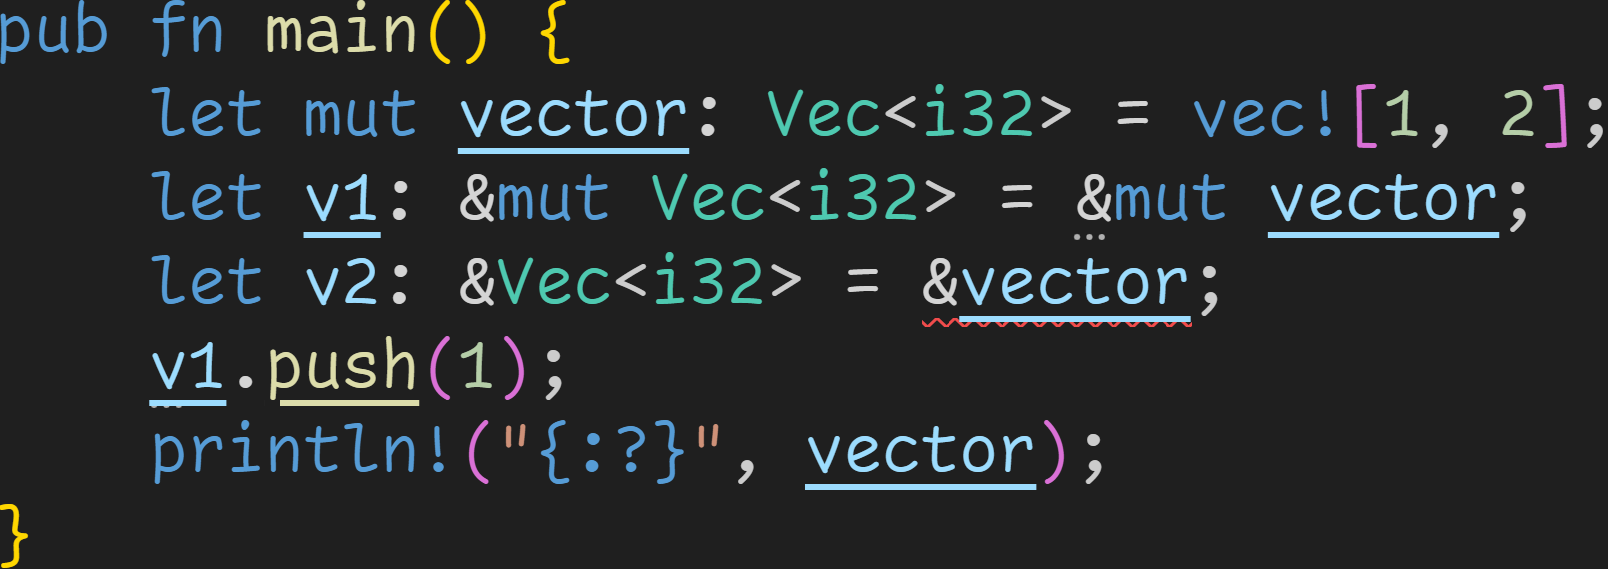 pub fn main() {
    let mut vector: Vec<i32> = vec![1, 2];
    let v1: &mut Vec<i32> = &mut vector;
    let v2: &Vec<i32> = &vector;
    v1.push(1);
    println!("{:?}", vector);
}